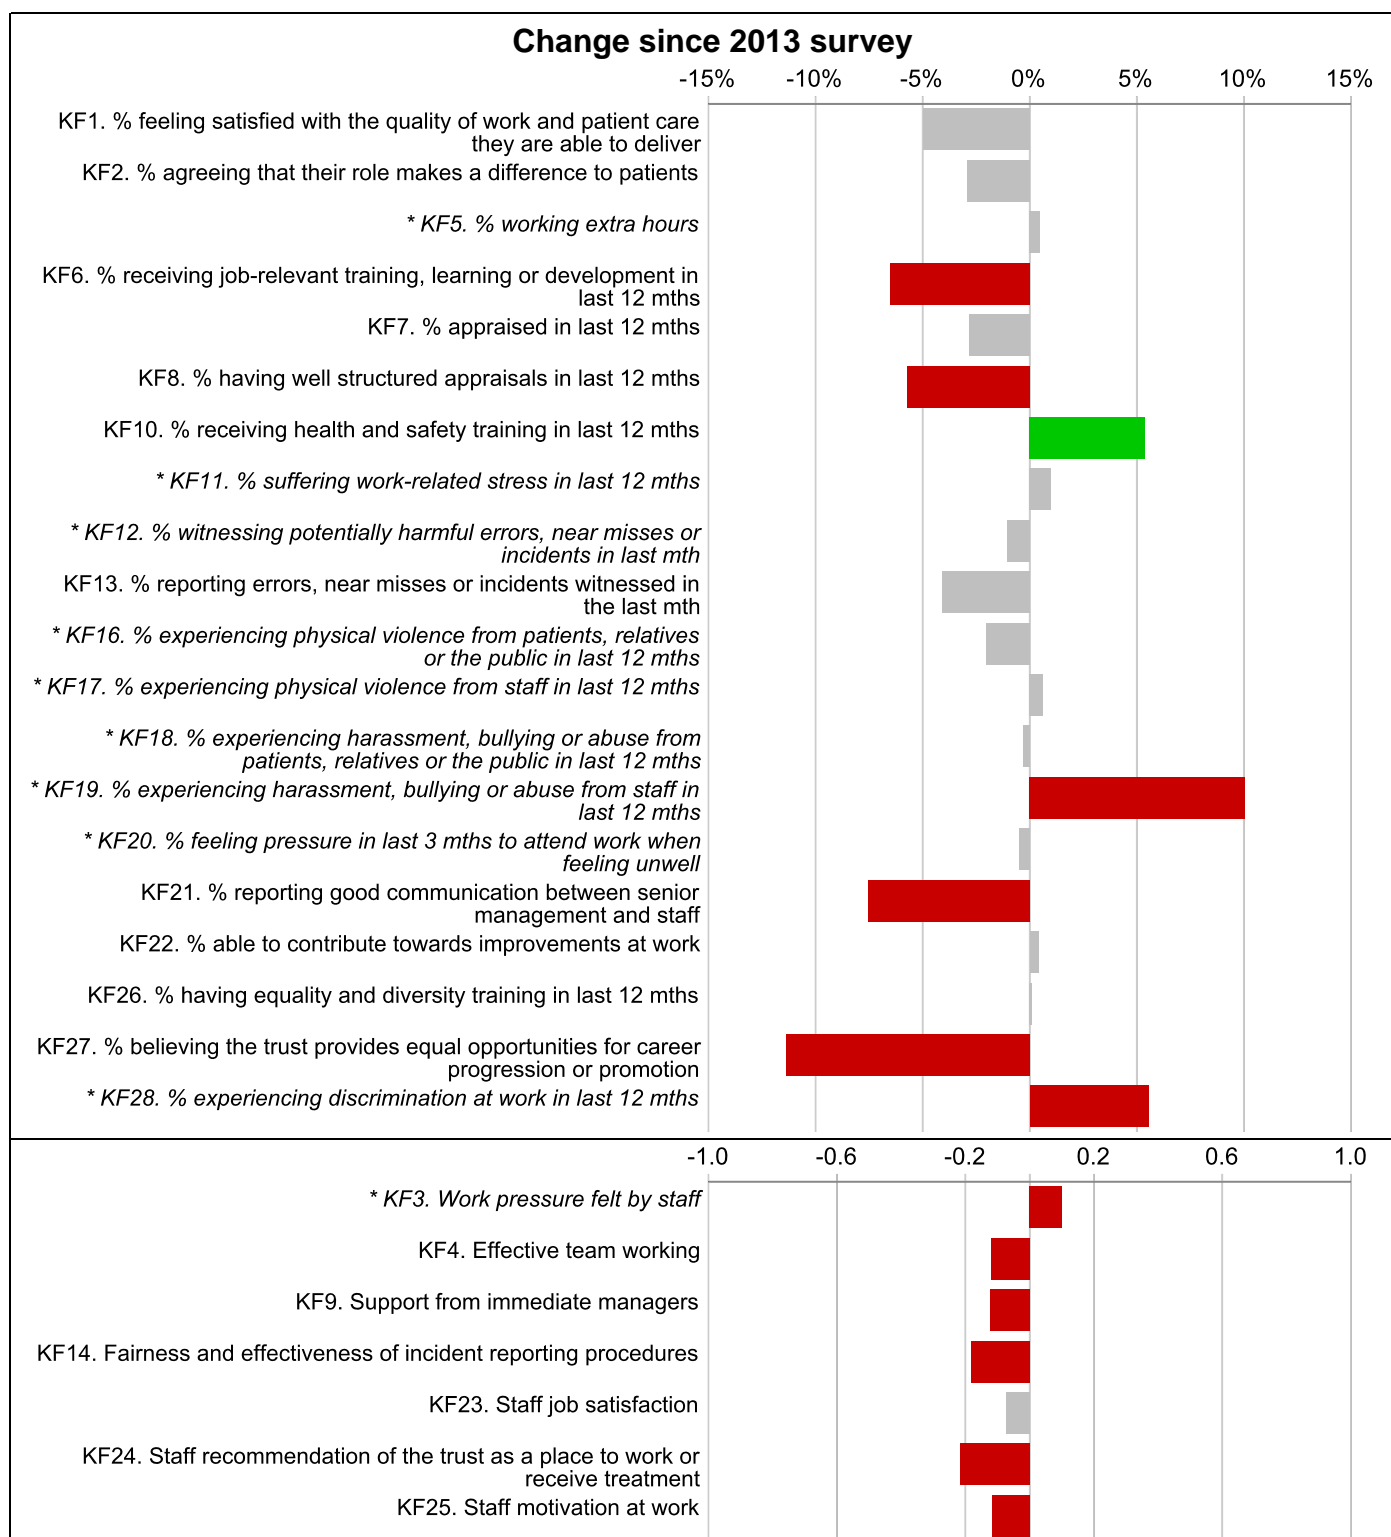 Change since 2013 survey
-15% -10% -5% 0% 5% 10% 15%
KF1. % feeling satisfied with the quality of work and patient care
they are able to deliver
KF2. % agreeing that their role makes a difference to patients
* KF5. % working extra hours
KF6. % receiving job-relevant training, learning or development in
last 12 mths
KF7. % appraised in last 12 mths
KF8. % having well structured appraisals in last 12 mths
KF10. % receiving health and safety training in last 12 mths
* KF11. % suffering work-related stress in last 12 mths
* KF12. % witnessing potentially harmful errors, near misses or
incidents in last mth
KF13. % reporting errors, near misses or incidents witnessed in
the last mth
* KF16. % experiencing physical violence from patients, relatives
or the public in last 12 mths
* KF17. % experiencing physical violence from staff in last 12 mths
* KF18. % experiencing harassment, bullying or abuse from
patients, relatives or the public in last 12 mths
* KF19. % experiencing harassment, bullying or abuse from staff in
last 12 mths
* KF20. % feeling pressure in last 3 mths to attend work when
feeling unwell
KF21. % reporting good communication between senior
management and staff
KF22. % able to contribute towards improvements at work
KF26. % having equality and diversity training in last 12 mths
KF27. % believing the trust provides equal opportunities for career
progression or promotion
* KF28. % experiencing discrimination at work in last 12 mths
-1.0 -0.6 -0.2 0.2 0.6 1.0
* KF3. Work pressure felt by staff
KF4. Effective team working
KF9. Support from immediate managers
KF14. Fairness and effectiveness of incident reporting procedures
KF23. Staff job satisfaction
KF24. Staff recommendation of the trust as a place to work or
receive treatment
KF25. Staff motivation at work